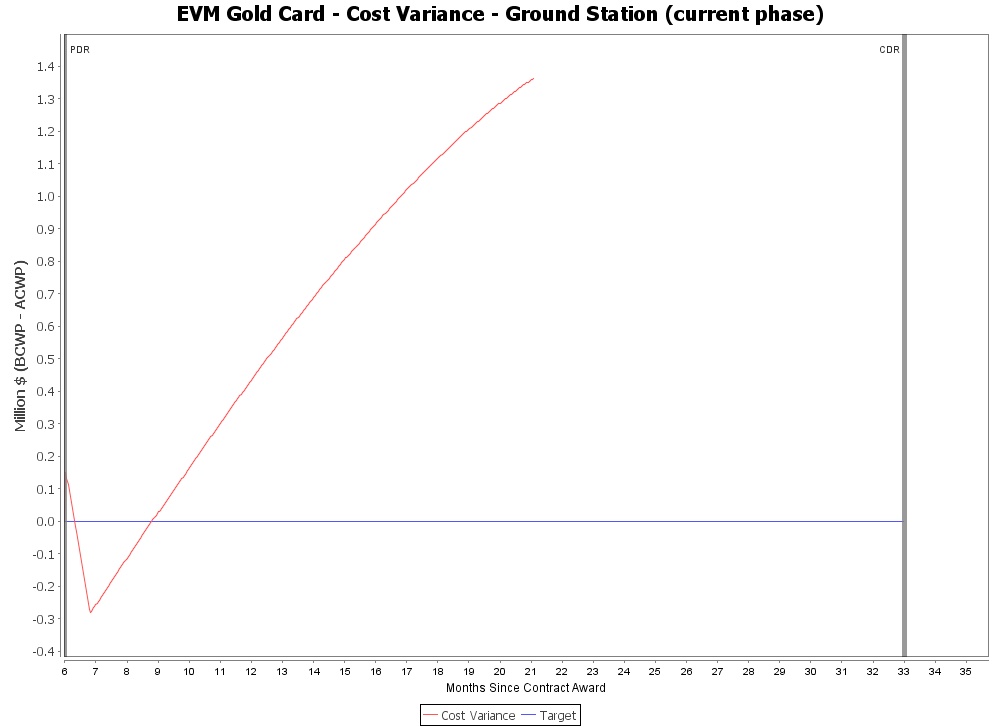 EVM Gold Card - Cost Variance - Ground Station (current phase)
PDR
CDR
1.4
1.3
1.2
1.1
1.0
0.9
0.8
0.7
0.6
0.5
0.4
0.3
0.2
0.1
0.0
-0.1
-0.2
-0.3
-0.4
Million $ (BCWP - ACWP)
6 7 8 9 10 11 12 13 14 15 16 17 18 19 20 21 22 23 24 25 26 27 28 29 30 31 32 33 34 35
Months Since Contract Award
Cost Variance Target